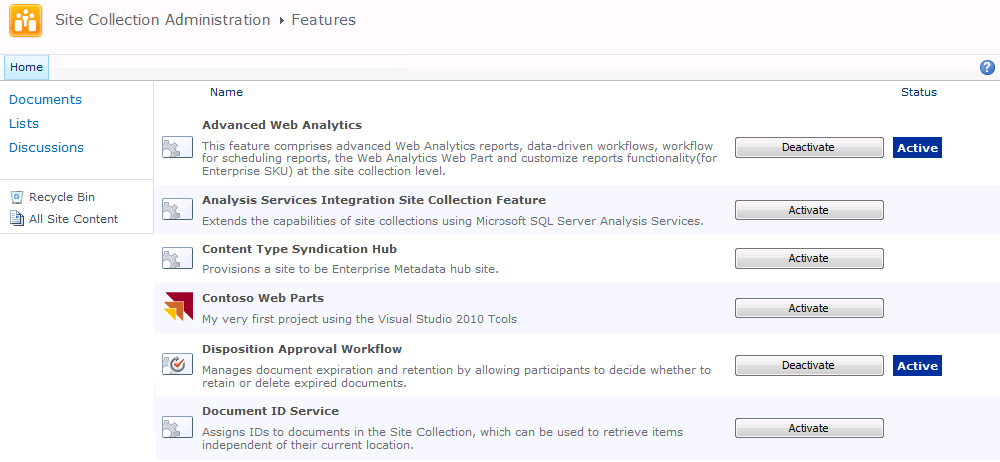 Site Collection Administration ▸ Features
Home
Documents
Lists
Discussions
Recycle Bin
All Site Content
Name Status
Advanced Web Analytics
This feature comprises advanced Web Analytics reports, data-driven workflows, workflow
for scheduling reports, the Web Analytics Web Part and customize reports functionality(for
Enterprise SKU) at the site collection level.
Deactivate Active
Analysis Services Integration Site Collection Feature
Extends the capabilities of site collections using Microsoft SQL Server Analysis Services.
Activate
Content Type Syndication Hub
Provisions a site to be Enterprise Metadata hub site.
Activate
Contoso Web Parts
My very first project using the Visual Studio 2010 Tools
Activate
Disposition Approval Workflow
Manages document expiration and retention by allowing participants to decide whether to
retain or delete expired documents.
Deactivate Active
Document ID Service
Assigns IDs to documents in the Site Collection, which can be used to retrieve items
independent of their current location.
Activate